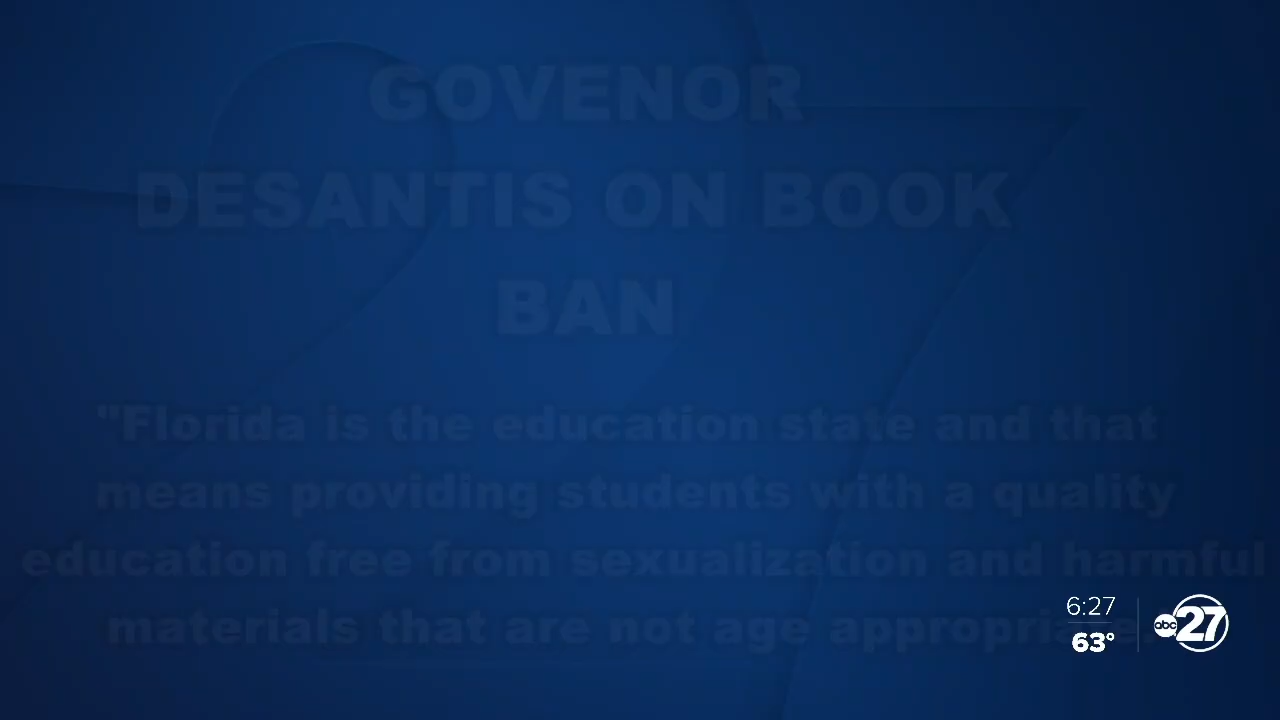 GOVENOR
DESANTIS ON BOOK
BAN
"Florida is the education state and that
means providing students with a quality
education free from sexualization and harmful
materials that are not age appropriate
6:27
63°
abc 27